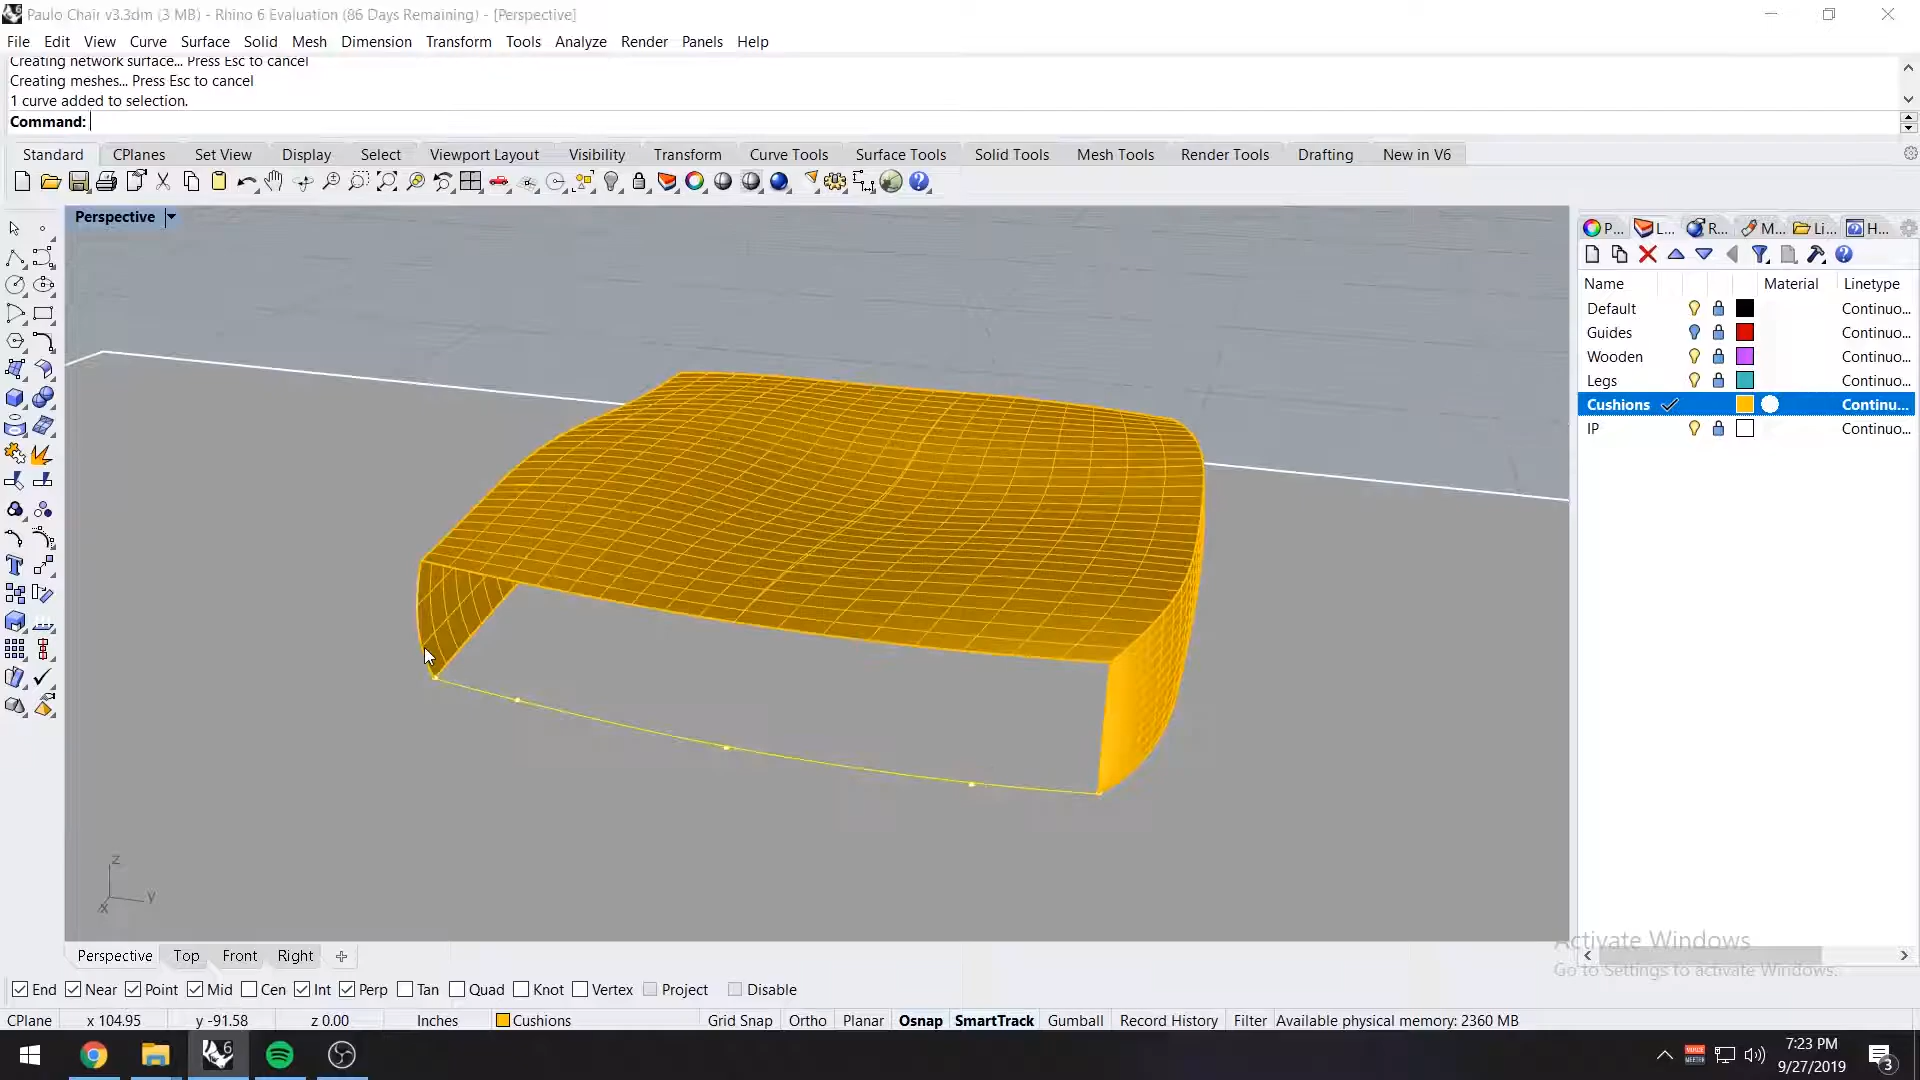 Paulo Chair v3.3dm (3 MB) - Rhino 6 Evaluation (86 Days Remaining) - [Perspective]
File Edit View Curve Surface Solid Mesh Dimension Transform Tools Analyze Render Panels Help
Creating network surface... Press Esc to cancel
Creating meshes... Press Esc to cancel
1 curve added to selection.
Command:
Standard CPlanes Set View Display Select Viewport Layout Visibility Transform Curve Tools Surface Tools Solid Tools Mesh Tools Render Tools Drafting New in V6
Perspective
P... L... R... M... Li... H...
Name Material Linetype
Default Continuo...
Guides Continuo...
Wooden Continuo...
Legs Continuo...
Cushions Continu...
IP Continuo...
z
y
x
Activate Windows
Go to Settings to activate Windows.
Perspective Top Front Right
End Near Point Mid Cen Int Perp Tan Quad Knot Vertex Project Disable
CPlane x 104.95 y -91.58 z 0.00 Inches Cushions Grid Snap Ortho Planar Osnap SmartTrack Gumball Record History Filter Available physical memory: 2360 MB
6
7:23 PM
9/27/2019
3